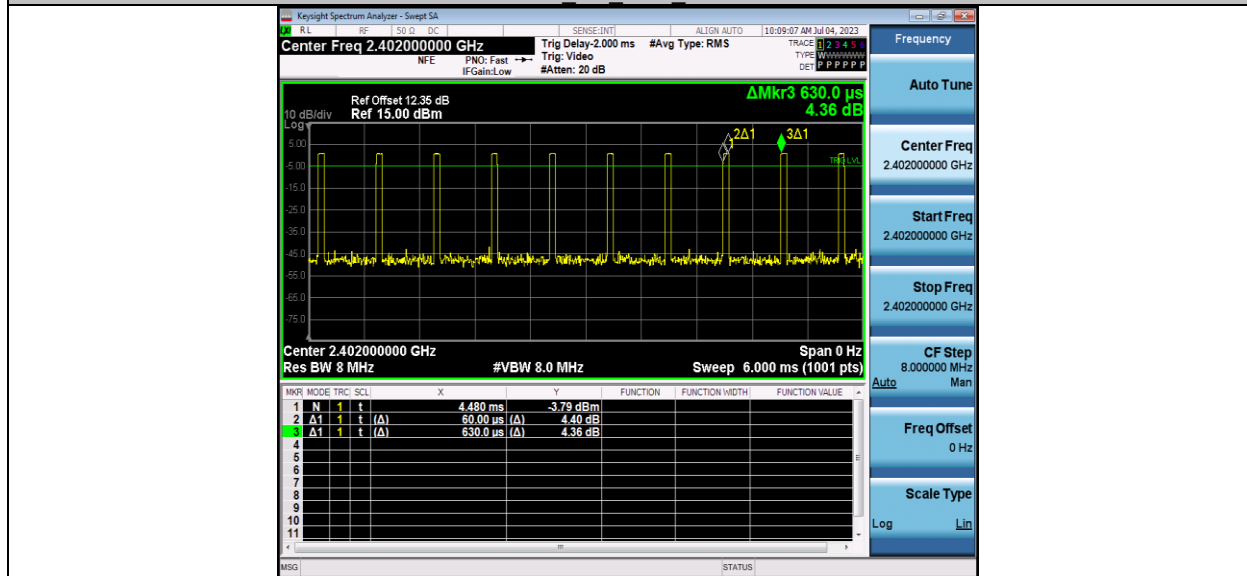 Keysight Spectrum Analyzer - Swept SA
RL RF 50 Ω DC SENSE:INT ALIGN AUTO 10:09:07 AM Jul 04, 2023
Center Freq 2.402000000 GHz
NFE PNO: Fast IFGain:Low
Trig Delay-2.000 ms #Avg Type: RMS
Trig: Video
#Atten: 20 dB
TRACE 1 2 3 4 5 6
TYPE W W W W W W
DET P P P P P P
ΔMkr3 630.0 µs
4.36 dB
Ref Offset 12.35 dB
10 dB/div Ref 15.00 dBm
Log
5.00
-5.00
-15.0
-25.0
-35.0
-45.0
-55.0
-65.0
-75.0
2Δ1
3Δ1
TRIG LVL
Center 2.402000000 GHz Span 0 Hz
Res BW 8 MHz #VBW 8.0 MHz Sweep 6.000 ms (1001 pts)
MKR MODE TRC SCL X Y FUNCTION FUNCTION WIDTH FUNCTION VALUE
1 N 1 t 4.480 ms -3.79 dBm
2 Δ1 1 t (Δ) 60.00 µs (Δ) 4.40 dB
3 Δ1 1 t (Δ) 630.0 µs (Δ) 4.36 dB
4
5
6
7
8
9
10
11
MSG STATUS
Frequency
Auto Tune
Center Freq
2.402000000 GHz
Start Freq
2.402000000 GHz
Stop Freq
2.402000000 GHz
CF Step
8.000000 MHz
Auto Man
Freq Offset
0 Hz
Scale Type
Log Lin